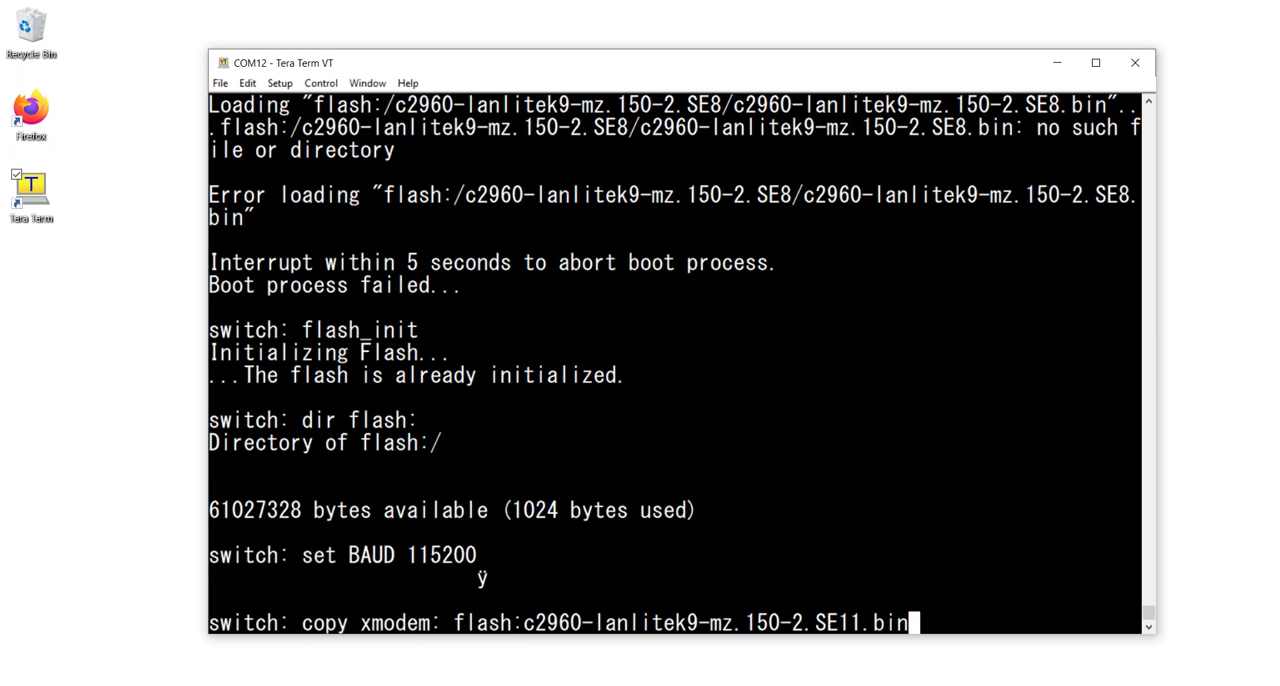 Recycle Bin
Firefox
Tera Term
COM12 - Tera Term VT
File Edit Setup Control Window Help
Loading "flash:/c2960-lanlitek9-mz.150-2.SE8/c2960-lanlitek9-mz.150-2.SE8.bin"..
.flash:/c2960-lanlitek9-mz.150-2.SE8/c2960-lanlitek9-mz.150-2.SE8.bin: no such f
ile or directory
Error loading "flash:/c2960-lanlitek9-mz.150-2.SE8/c2960-lanlitek9-mz.150-2.SE8.
bin"
Interrupt within 5 seconds to abort boot process.
Boot process failed...
switch: flash_init
Initializing Flash...
...The flash is already initialized.
switch: dir flash:
Directory of flash:/
61027328 bytes available (1024 bytes used)
switch: set BAUD 115200
ÿ
switch: copy xmodem: flash:c2960-lanlitek9-mz.150-2.SE11.bin